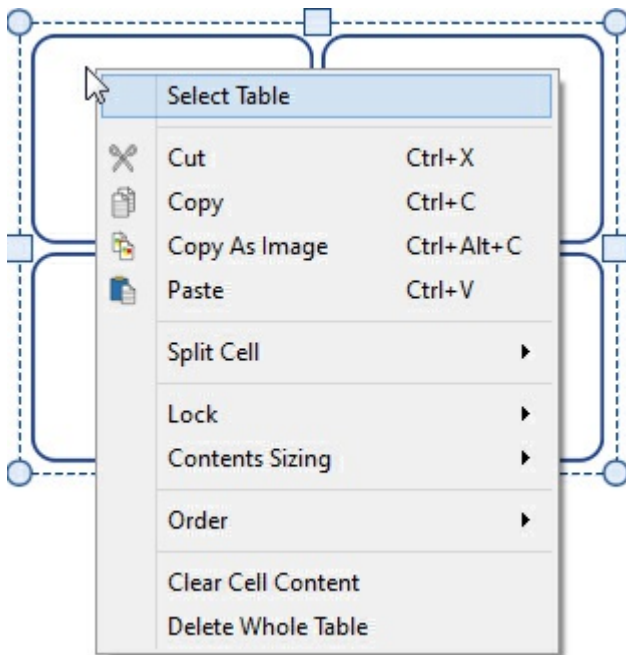 Select Table
Cut Ctrl+X
Copy Ctrl+C
Copy As Image Ctrl+Alt+C
Paste Ctrl+V
Split Cell
Lock
Contents Sizing
Order
Clear Cell Content
Delete Whole Table